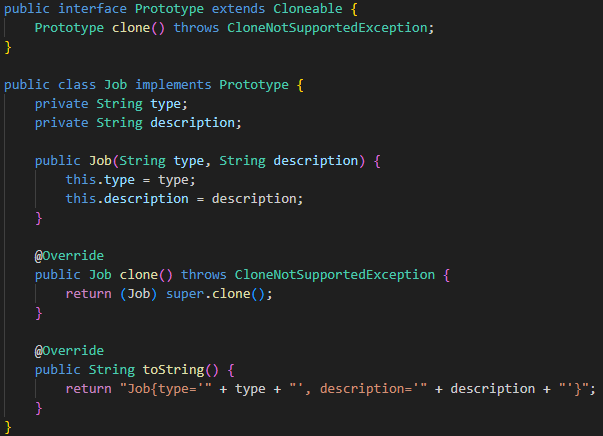 public interface Prototype extends Cloneable {
    Prototype clone() throws CloneNotSupportedException;
}

public class Job implements Prototype {
    private String type;
    private String description;

    public Job(String type, String description) {
        this.type = type;
        this.description = description;
    }

    @Override
    public Job clone() throws CloneNotSupportedException {
        return (Job) super.clone();
    }

    @Override
    public String toString() {
        return "Job{type='" + type + "', description='" + description + "'}";
    }
}